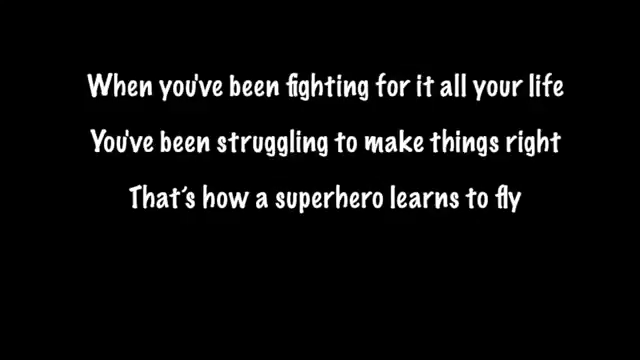 When you've been fighting for it all your life
You've been struggling to make things right
That's how a superhero learns to fly